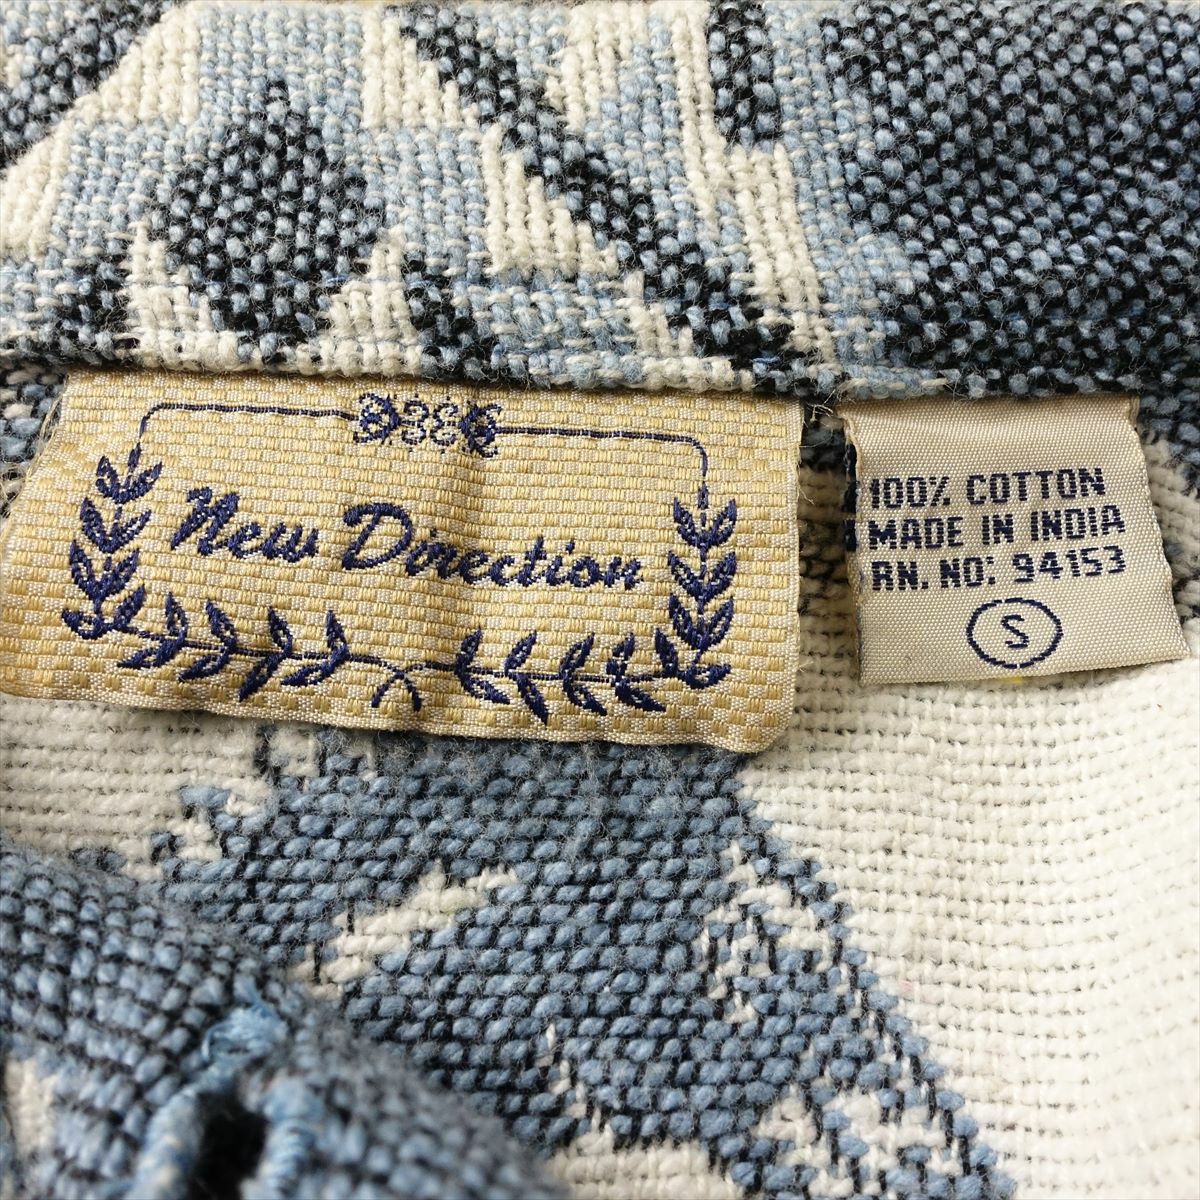 New Direction
100% COTTON
MADE IN INDIA
RN. NO: 94153
S